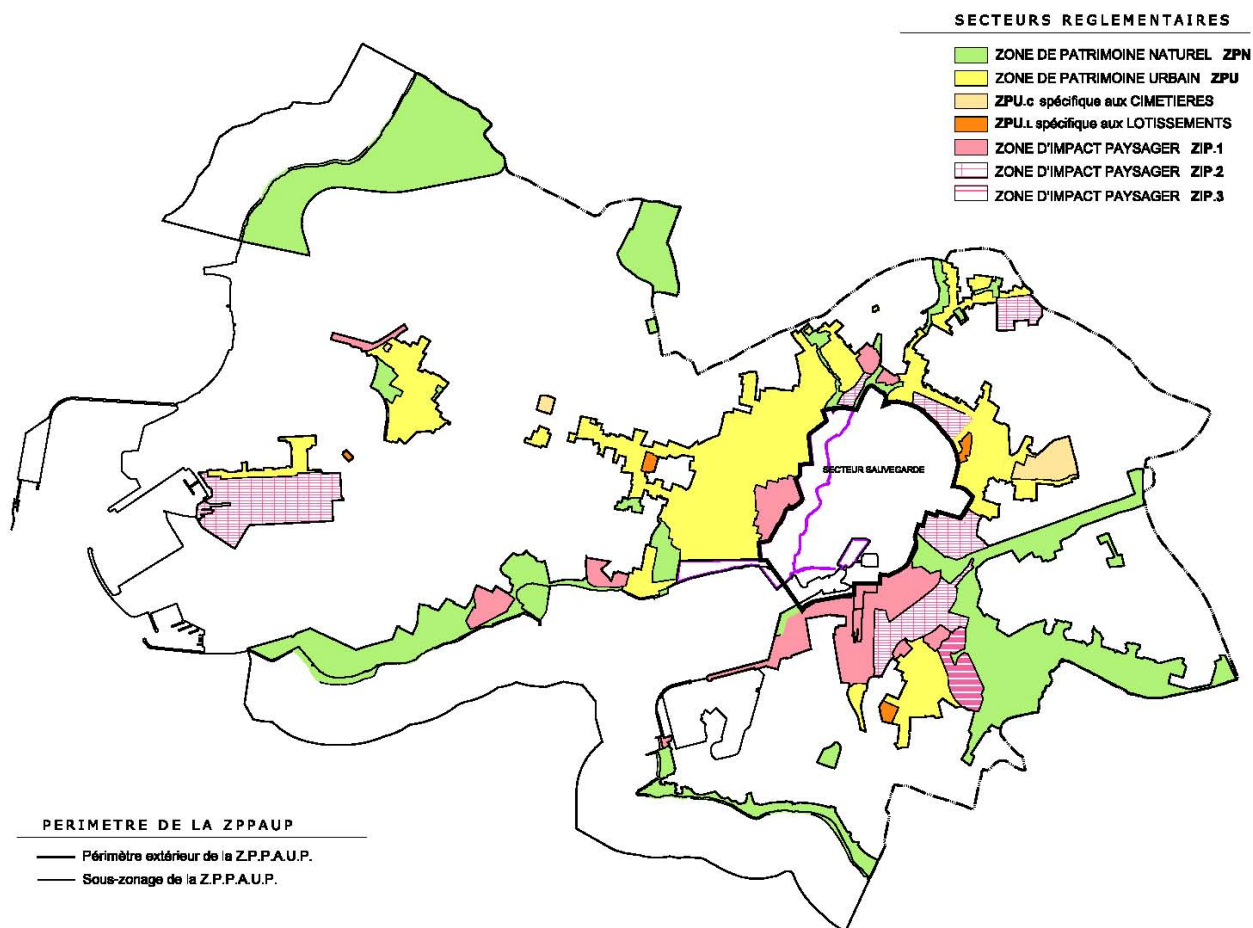 SECTEURS REGLEMENTAIRES
ZONE DE PATRIMOINE NATUREL ZPN
ZONE DE PATRIMOINE URBAIN ZPU
ZPU.C spécifique aux CIMETIERES
ZPU.L spécifique aux LOTISSEMENTS
ZONE D'IMPACT PAYSAGER ZIP.1
ZONE D'IMPACT PAYSAGER ZIP.2
ZONE D'IMPACT PAYSAGER ZIP.3
SECTEUR SAUVEGARDE
PERIMETRE DE LA ZPPAUP
Périmètre extérieur de la Z.P.P.A.U.P.
Sous-zonage de la Z.P.P.A.U.P.